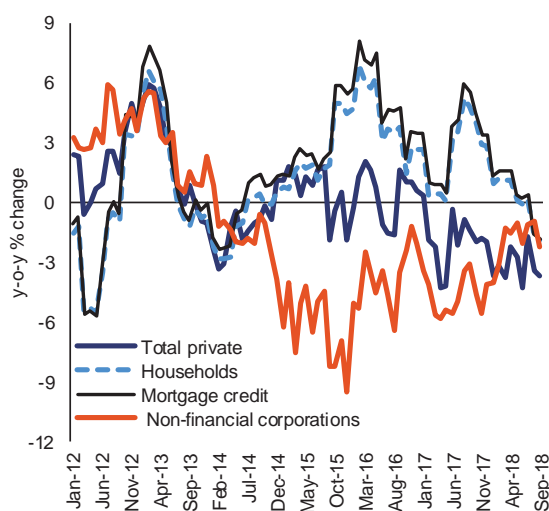 9
6
3
0
-3
-6
-9
-12
y-o-y % change
Total private
Households
Mortgage credit
Non-financial corporations
Jan-12
Jun-12
Nov-12
Apr-13
Sep-13
Feb-14
Jul-14
Dec-14
May-15
Oct-15
Mar-16
Aug-16
Jan-17
Jun-17
Nov-17
Apr-18
Sep-18